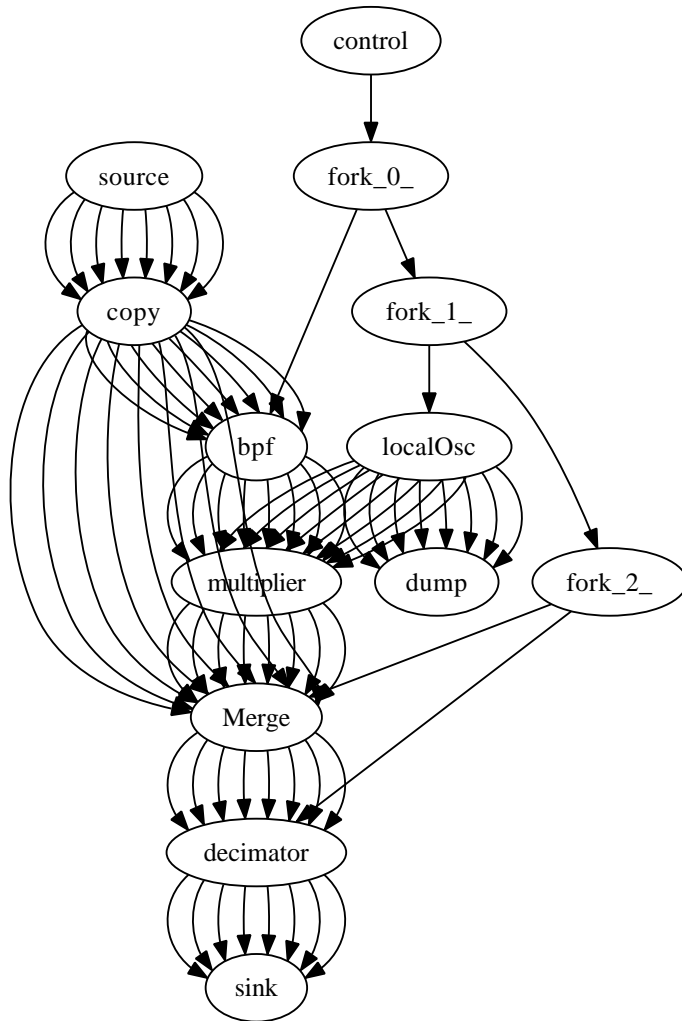 control
source
fork_0_
copy
fork_1_
bpf
localOsc
multiplier
dump
fork_2_
Merge
decimator
sink